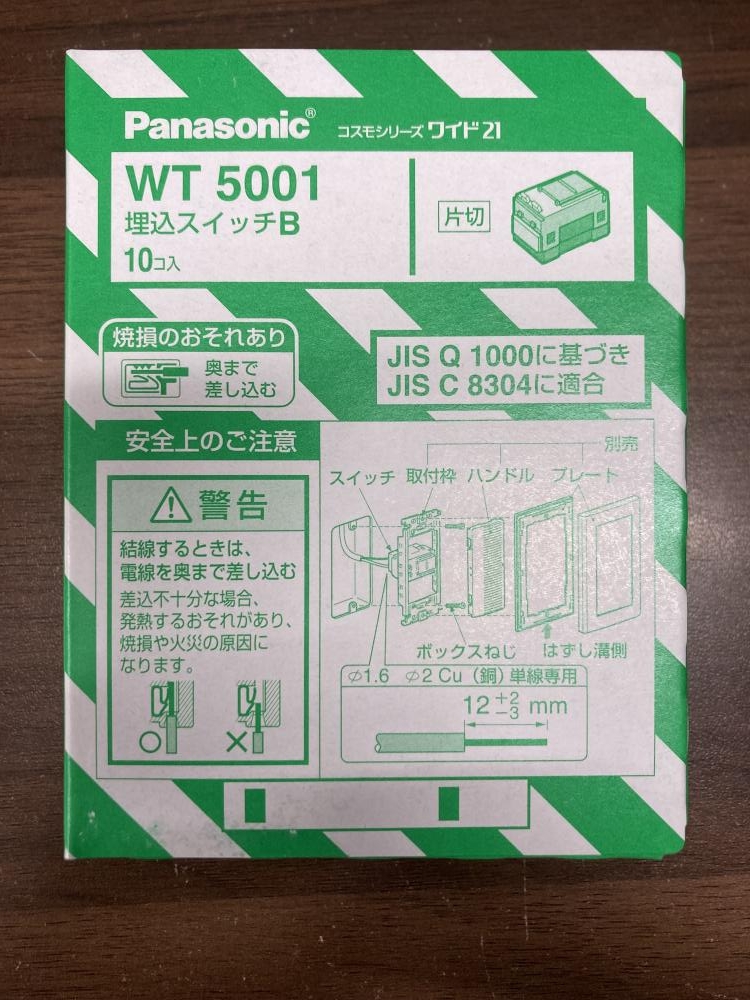 Panasonic® コスモシリーズ ワイド21
WT 5001
埋込スイッチB
10コ入
片切
焼損のおそれあり
奥まで
差し込む
JIS Q 1000に基づき
JIS C 8304に適合
安全上のご注意
警告
結線するときは、
電線を奥まで差し込む
差込不十分な場合、
発熱するおそれがあり、
焼損や火災の原因に
なります。
○ ×
別売
スイッチ 取付枠 ハンドル プレート
ボックスねじ はずし溝側
φ1.6 φ2 Cu（銅）単線専用
12 +2 −3 mm